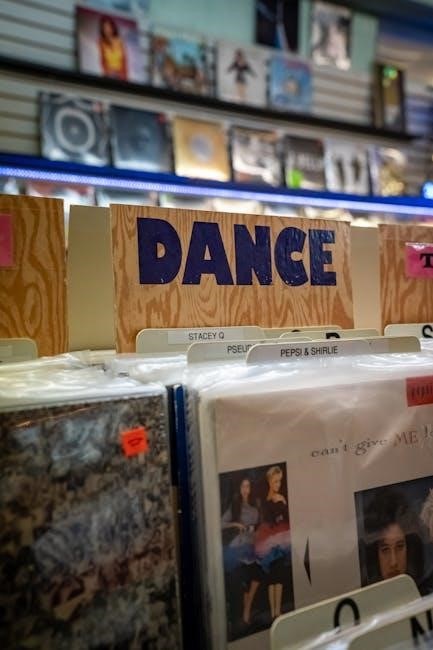 DANCE
STACEY Q
PSEU
PEPSI & SHIRLIE
can't give ME